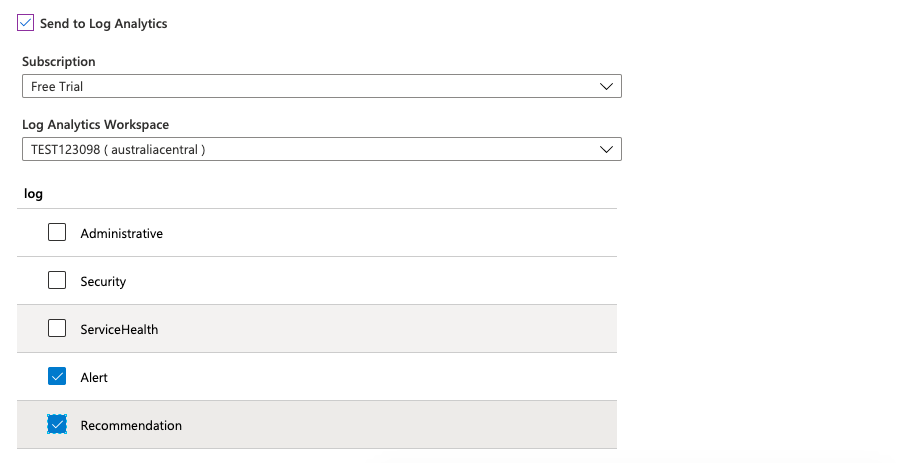 Send to Log Analytics
Subscription
Free Trial
Log Analytics Workspace
TEST123098 ( australiacentral )
log
Administrative
Security
ServiceHealth
Alert
Recommendation